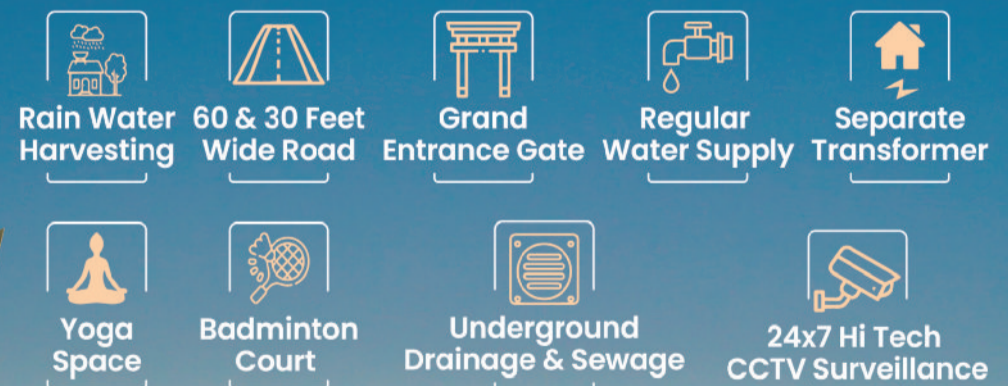 Rain Water
Harvesting
60 & 30 Feet
Wide Road
Grand
Entrance Gate
Regular
Water Supply
Separate
Transformer
Yoga
Space
Badminton
Court
Underground
Drainage & Sewage
24x7 Hi Tech
CCTV Surveillance